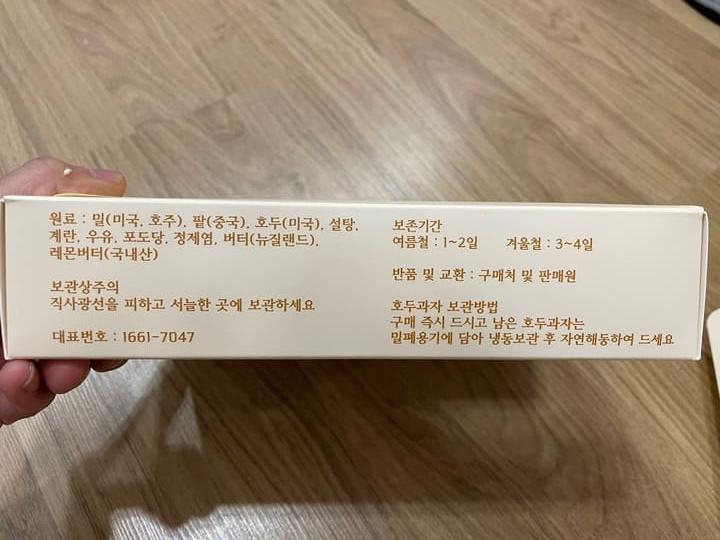 원료 : 밀(미국, 호주), 팥(중국), 호두(미국), 설탕,
계란, 우유, 포도당, 정제염, 버터(뉴질랜드),
레몬버터(국내산)
보관상주의
직사광선을 피하고 서늘한 곳에 보관하세요
대표번호 : 1661-7047
보존기간
여름철 : 1~2일 겨울철 : 3~4일
반품 및 교환 : 구매처 및 판매원
호두과자 보관방법
구매 즉시 드시고 남은 호두과자는
밀폐용기에 담아 냉동보관 후 자연해동하여 드세요